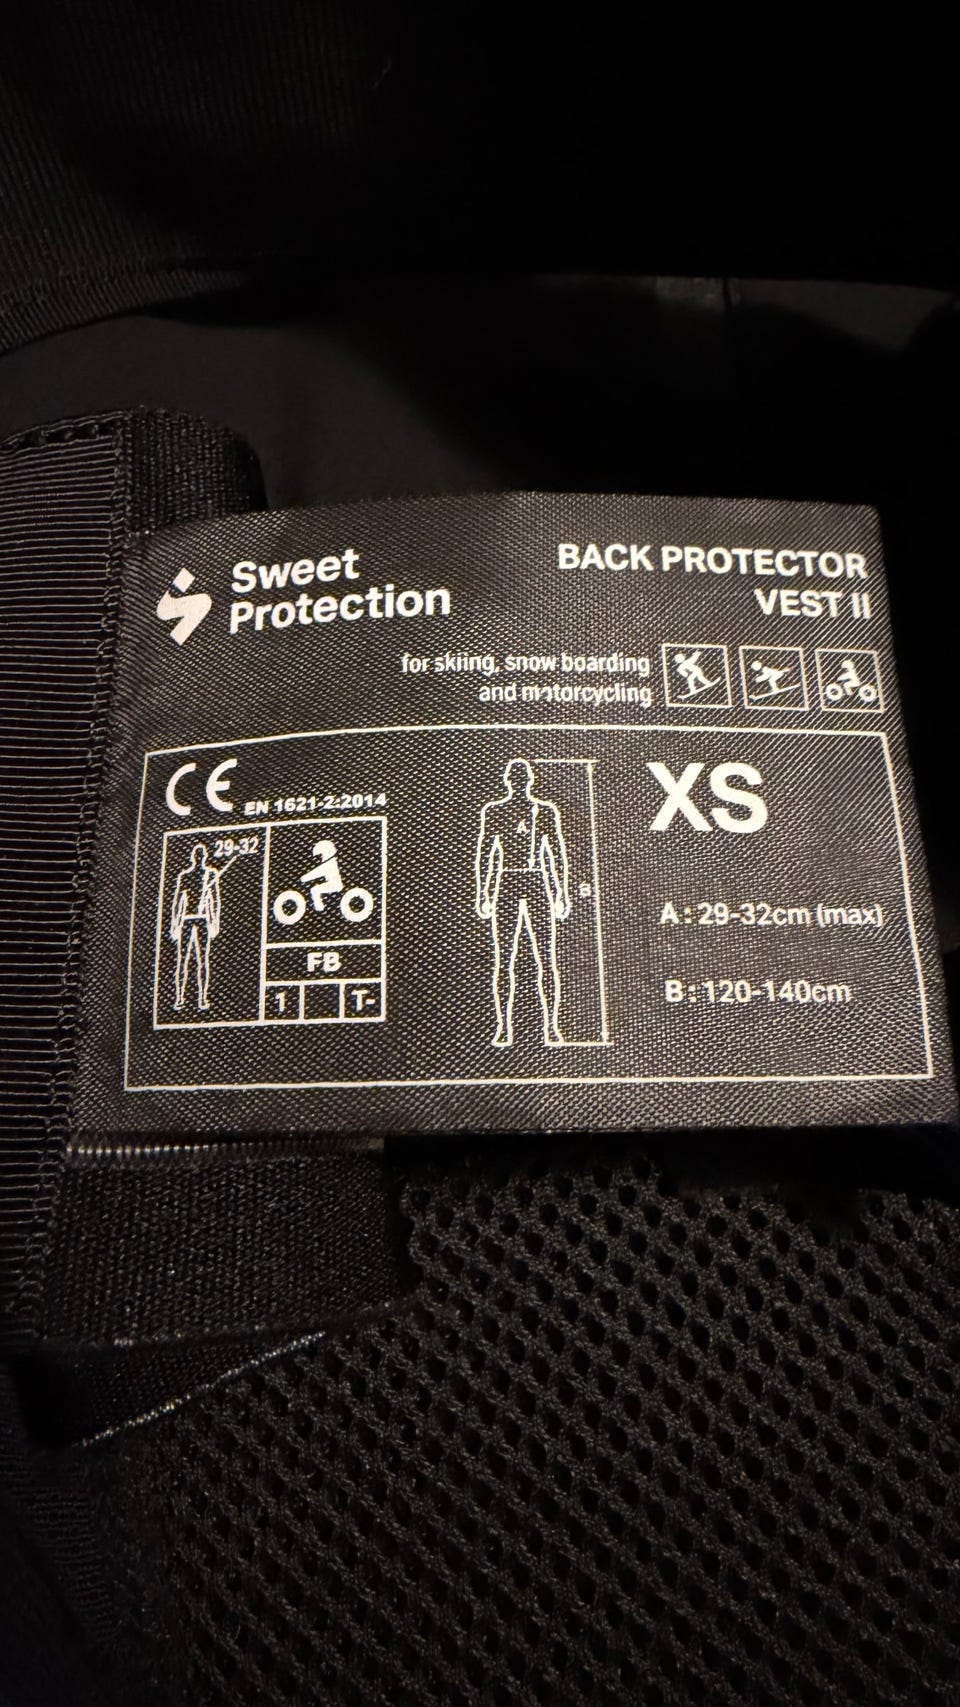 Sweet
Protection
BACK PROTECTOR
VEST II
for skiing, snow boarding
and motorcycling
CE EN 1621-2:2014
29-32
FB
1 T-
A
B
XS
A : 29-32cm (max)
B : 120-140cm